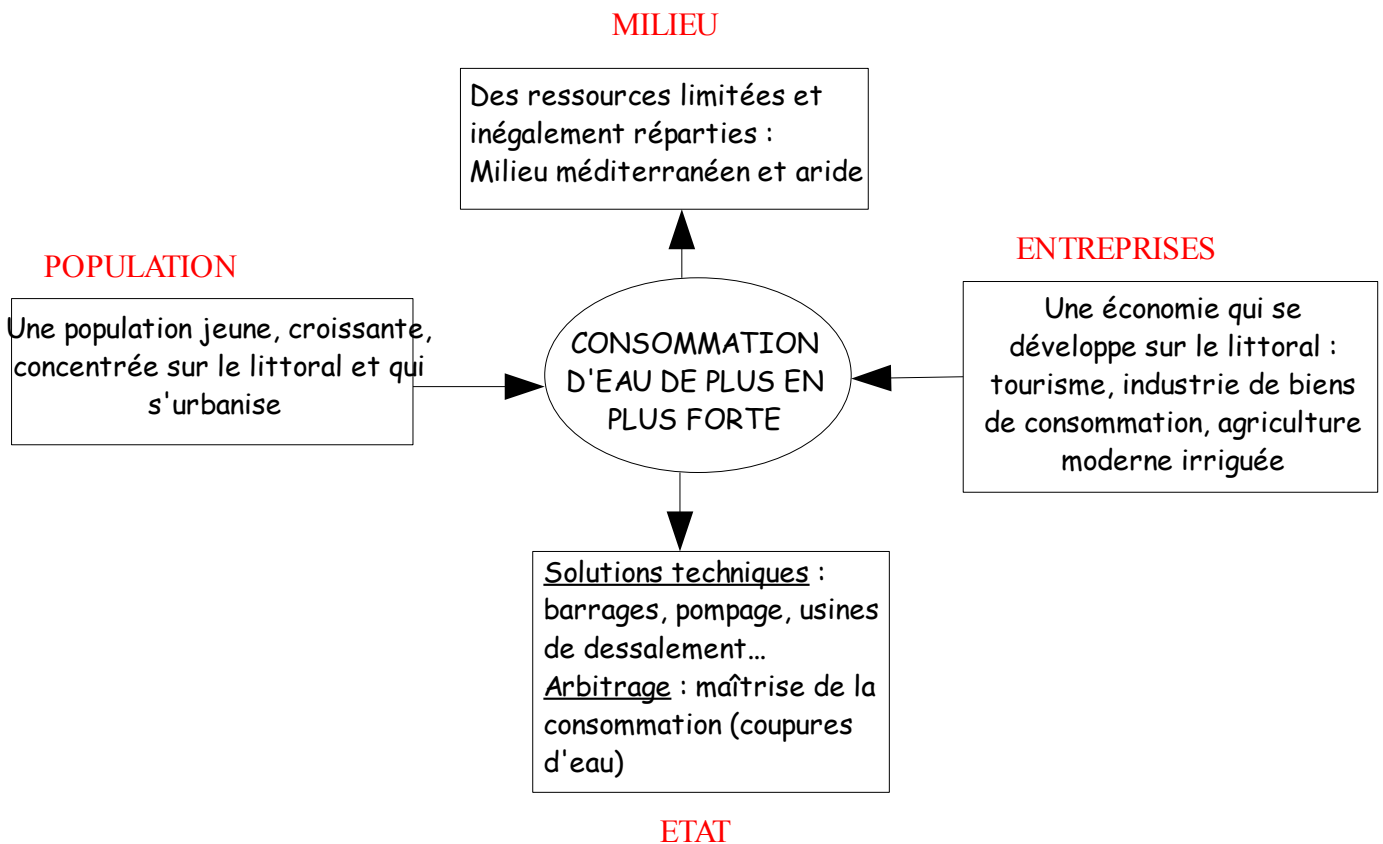 MILIEU
Des ressources limitées et
inégalement réparties :
Milieu méditerranéen et aride
POPULATION
Une population jeune, croissante,
concentrée sur le littoral et qui
s'urbanise
CONSOMMATION
D'EAU DE PLUS EN
PLUS FORTE
ENTREPRISES
Une économie qui se
développe sur le littoral :
tourisme, industrie de biens
de consommation, agriculture
moderne irriguée
Solutions techniques :
barrages, pompage, usines
de dessalement...
Arbitrage : maîtrise de la
consommation (coupures
d'eau)
ETAT